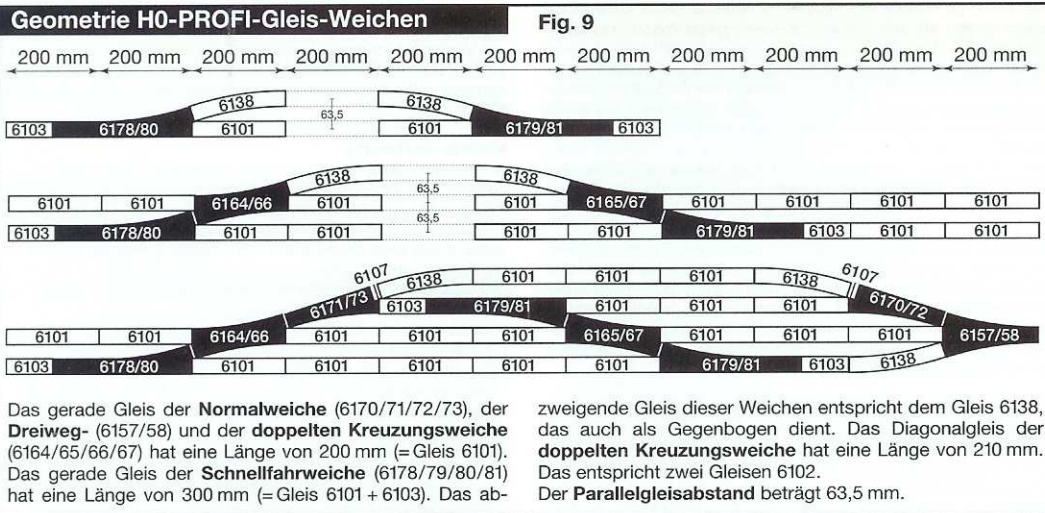 Geometrie H0-PROFI-Gleis-Weichen Fig. 9
200 mm 200 mm 200 mm 200 mm 200 mm 200 mm 200 mm 200 mm 200 mm 200 mm 200 mm
6138 63,5 6138
6103 6178/80 6101 6101 6179/81 6103
6138 63,5 6138
6101 6101 6164/66 6101 63,5 6101 6165/67 6101 6101 6101 6101
6103 6178/80 6101 6101 6101 6101 6179/81 6103 6101 6101
6107 6138 6101 6101 6101 6138 6107
6171/73 6103 6179/81 6101 6101 6101 6170/72
6101 6101 6164/66 6101 6101 6101 6165/67 6101 6101 6101 6157/58
6103 6178/80 6101 6101 6101 6101 6101 6179/81 6103 6138
Das gerade Gleis der Normalweiche (6170/71/72/73), der
Dreiweg- (6157/58) und der doppelten Kreuzungsweiche
(6164/65/66/67) hat eine Länge von 200 mm (= Gleis 6101).
Das gerade Gleis der Schnellfahrweiche (6178/79/80/81)
hat eine Länge von 300 mm (= Gleis 6101 + 6103). Das ab-
zweigende Gleis dieser Weichen entspricht dem Gleis 6138,
das auch als Gegenbogen dient. Das Diagonalgleis der
doppelten Kreuzungsweiche hat eine Länge von 210 mm.
Das entspricht zwei Gleisen 6102.
Der Parallelgleisabstand beträgt 63,5 mm.